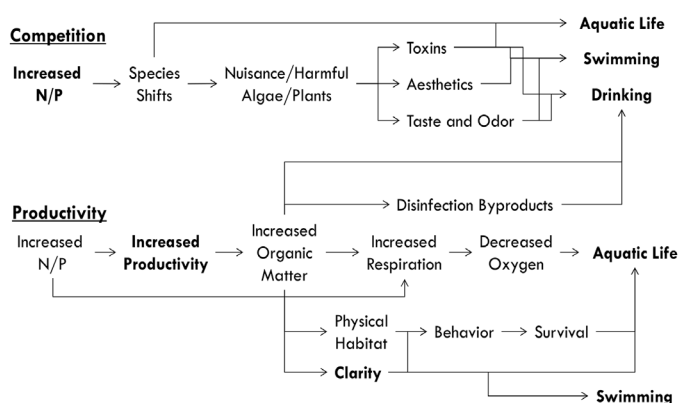 Competition
Aquatic Life
Increased
N/P
Species
Shifts
Nuisance/Harmful
Algae/Plants
Toxins
Aesthetics
Taste and Odor
Swimming
Drinking
Disinfection Byproducts
Productivity
Increased
N/P
Increased
Productivity
Increased
Organic
Matter
Increased
Respiration
Decreased
Oxygen
Aquatic Life
Physical
Habitat
Behavior
Survival
Clarity
Swimming